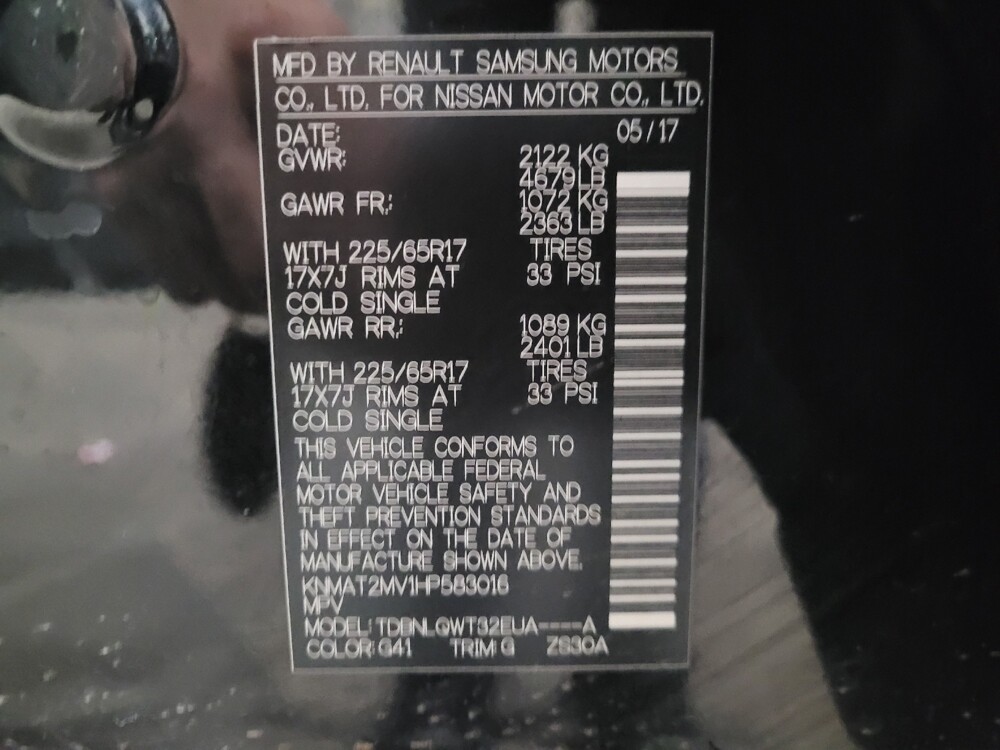 MFD BY RENAULT SAMSUNG MOTORS
CO., LTD. FOR NISSAN MOTOR CO., LTD.
DATE: 05/17
GVWR: 2122 KG
4679 LB
GAWR FR.: 1072 KG
2363 LB
WITH 225/65R17 TIRES
17X7J RIMS AT 33 PSI
COLD SINGLE
GAWR RR.: 1089 KG
2401 LB
WITH 225/65R17 TIRES
17X7J RIMS AT 33 PSI
COLD SINGLE
THIS VEHICLE CONFORMS TO
ALL APPLICABLE FEDERAL
MOTOR VEHICLE SAFETY AND
THEFT PREVENTION STANDARDS
IN EFFECT ON THE DATE OF
MANUFACTURE SHOWN ABOVE.
KNMAT2MV1HP583016
MPV
MODEL: TDBNLQWT32EUA----A
COLOR: G41 TRIM: G ZS30A